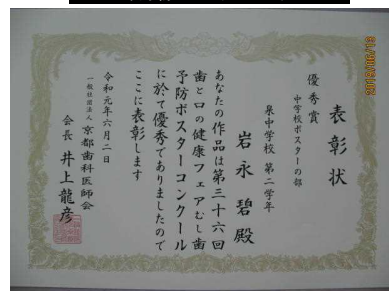 表彰状
優秀賞
中学校ポスターの部
泉中学校 第二学年
岩永碧殿
あなたの作品は第三十六回
歯と口の健康フェアむし歯
予防ポスターコンクール
に於て優秀でありましたので
ここに表彰します
令和元年六月二日
一般社団法人 京都歯科医師会
会長 井上龍彦